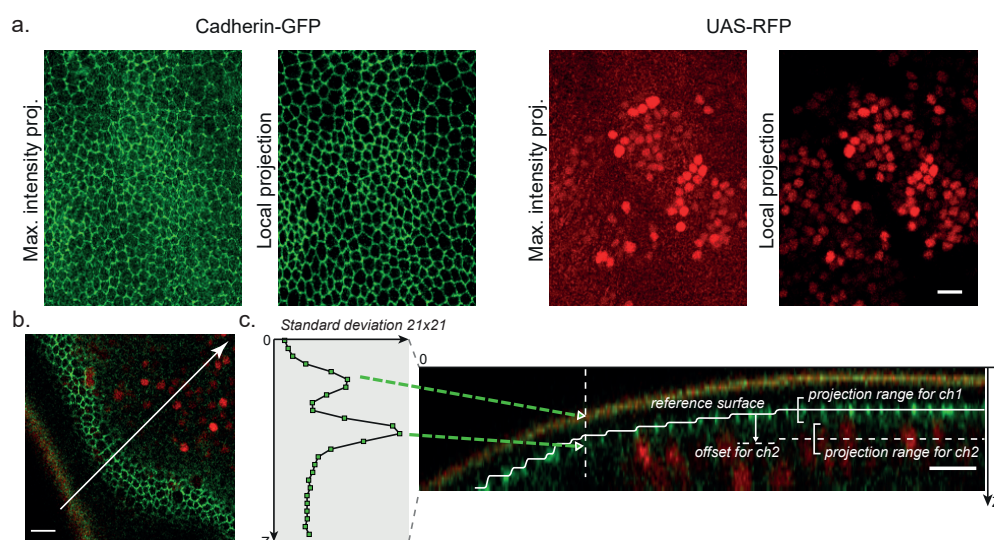 a.
Cadherin-GFP
UAS-RFP
Max. intensity proj.
Local projection
Max. intensity proj.
Local projection
b.
c.
Standard deviation 21x21
0
0
reference surface
projection range for ch1
offset for ch2
projection range for ch2